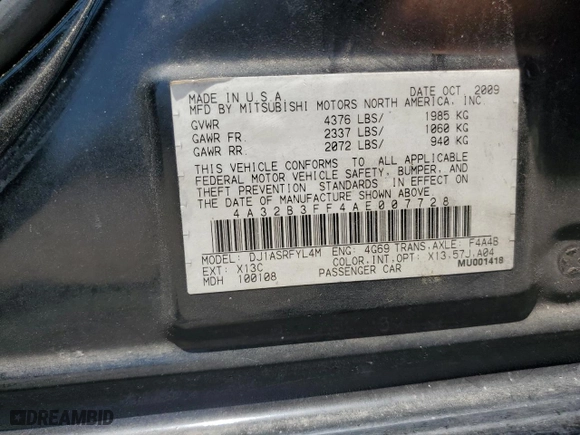 MADE IN U.S.A. DATE OCT. 2009
MFD BY MITSUBISHI MOTORS NORTH AMERICA, INC
GVWR 4376 LBS/ 1985 KG
GAWR FR. 2337 LBS/ 1060 KG
GAWR RR. 2072 LBS/ 940 KG
THIS VEHICLE CONFORMS TO ALL APPLICABLE
FEDERAL MOTOR VEHICLE SAFETY, BUMPER, AND
THEFT PREVENTION STANDARDS IN EFFECT ON
THE DATE OF MANUFACTURE SHOWN ABOVE.
4A32B3FF4AE007728
MODEL: DJ1ASRFYL4M ENG: 4G69 TRANS.AXLE. F4A4B
EXT: X13C COLOR.INT.OPT: X13.57J.A04
MDH 100108 PASSENGER CAR MU001418
DREAMBID